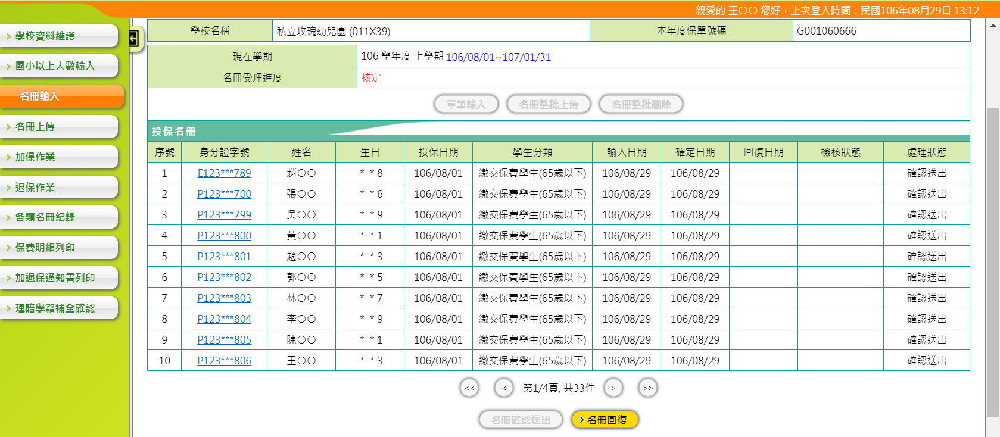 親愛的 王〇〇 您好，上次登入時間：民國106年08月29日 13:12
學校資料維護
國小以上人數輸入
名冊輸入
名冊上傳
加保作業
退保作業
各類名冊紀錄
保費明細列印
加退保通知書列印
理賠學籍補全確認
學校名稱 私立玫瑰幼兒園 (011X39) 本年度保單號碼 G001060666
現在學期 106 學年度 上學期 106/08/01~107/01/31
名冊受理進度 核定
單筆輸入 名冊整批上傳 名冊整批刪除
投保名冊
序號 身分證字號 姓名 生日 投保日期 學生分類 輸入日期 確定日期 回復日期 檢核狀態 處理狀態
1 E123***789 趙〇〇 * *8 106/08/01 繳交保費學生(65歲以下) 106/08/29 106/08/29 確認送出
2 P123***700 張〇〇 * *6 106/08/01 繳交保費學生(65歲以下) 106/08/29 106/08/29 確認送出
3 P123***799 吳〇〇 * *9 106/08/01 繳交保費學生(65歲以下) 106/08/29 106/08/29 確認送出
4 P123***800 黃〇〇 * *1 106/08/01 繳交保費學生(65歲以下) 106/08/29 106/08/29 確認送出
5 P123***801 趙〇〇 * *3 106/08/01 繳交保費學生(65歲以下) 106/08/29 106/08/29 確認送出
6 P123***802 郭〇〇 * *5 106/08/01 繳交保費學生(65歲以下) 106/08/29 106/08/29 確認送出
7 P123***803 林〇〇 * *7 106/08/01 繳交保費學生(65歲以下) 106/08/29 106/08/29 確認送出
8 P123***804 李〇〇 * *9 106/08/01 繳交保費學生(65歲以下) 106/08/29 106/08/29 確認送出
9 P123***805 陳〇〇 * *1 106/08/01 繳交保費學生(65歲以下) 106/08/29 106/08/29 確認送出
10 P123***806 王〇〇 * *3 106/08/01 繳交保費學生(65歲以下) 106/08/29 106/08/29 確認送出
<< < 第1/4頁, 共33件 > >>
名冊確認送出 名冊回復